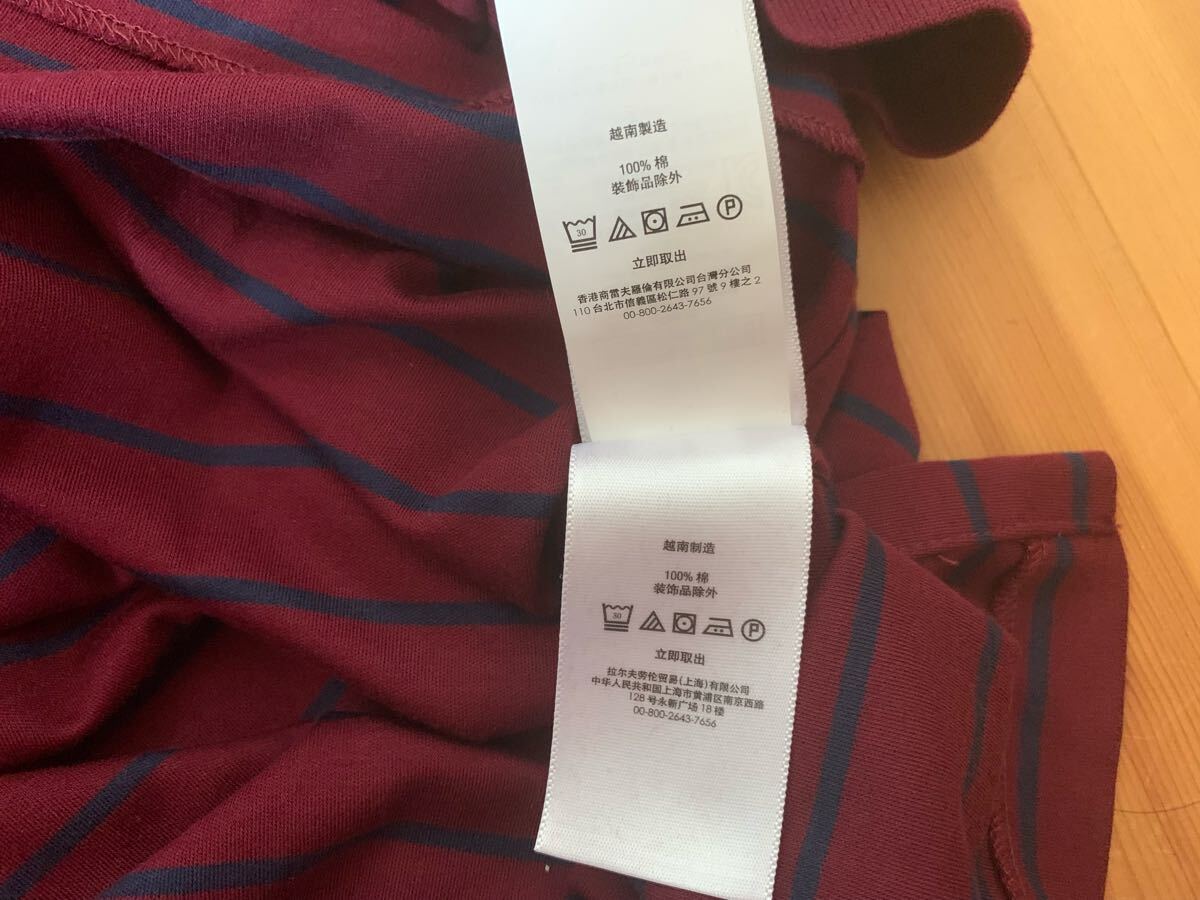 越南製造
100% 棉
裝飾品除外
30
P
立即取出
香港商當夫羅倫有限公司台灣分公司
110 台北市信義區松仁路 97 號 9 樓之 2
00-800-2643-7656
越南制造
100% 棉
装饰品除外
30
P
立即取出
拉尔夫劳伦贸易(上海)有限公司
中华人民共和国上海市黄浦区南京西路
128 号永新广场 18 楼
00-800-2643-7656